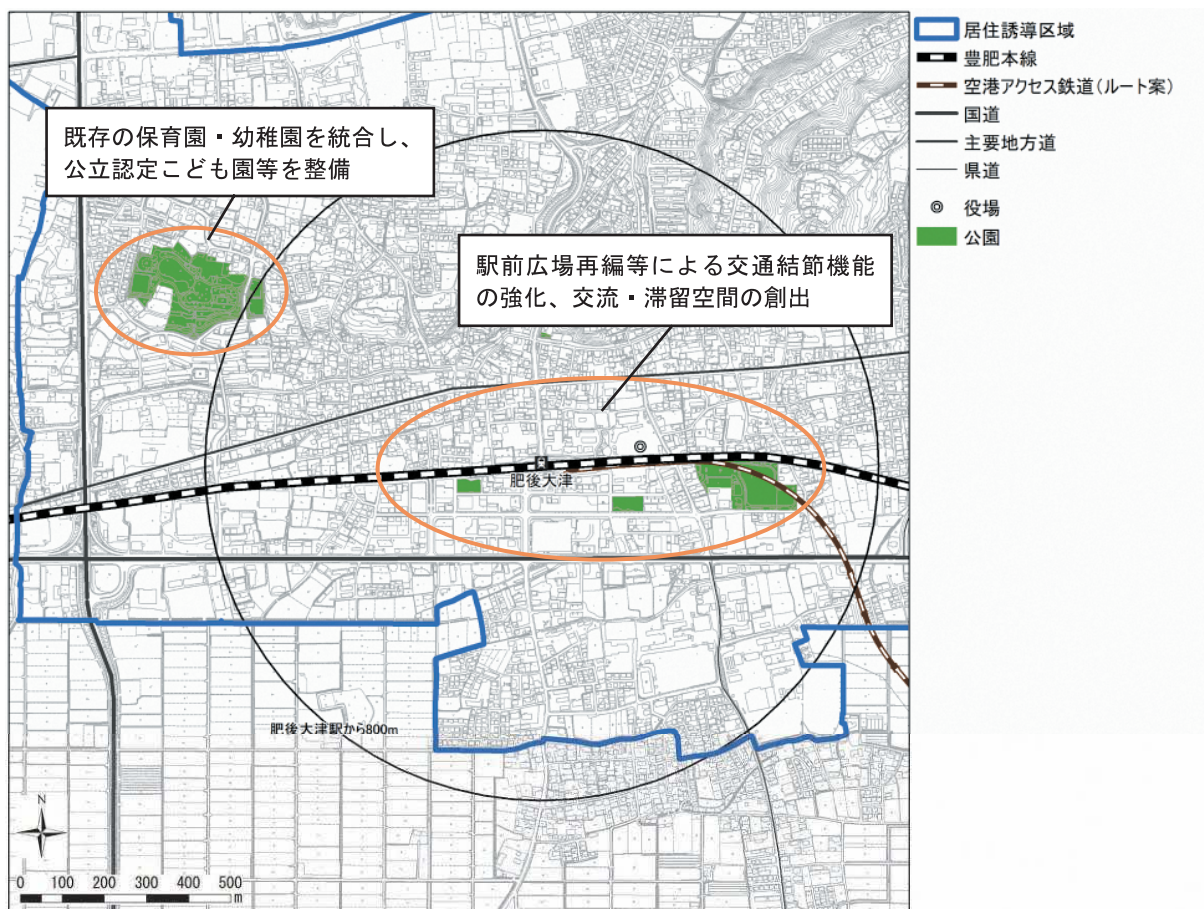 既存の保育園・幼稚園を統合し、
公立認定こども園等を整備
駅前広場再編等による交通結節機能
の強化、交流・滞留空間の創出
肥後大津
肥後大津駅から800m
N
0 100 200 300 400 500
m
居住誘導区域
豊肥本線
空港アクセス鉄道(ルート案)
国道
主要地方道
県道
役場
公園